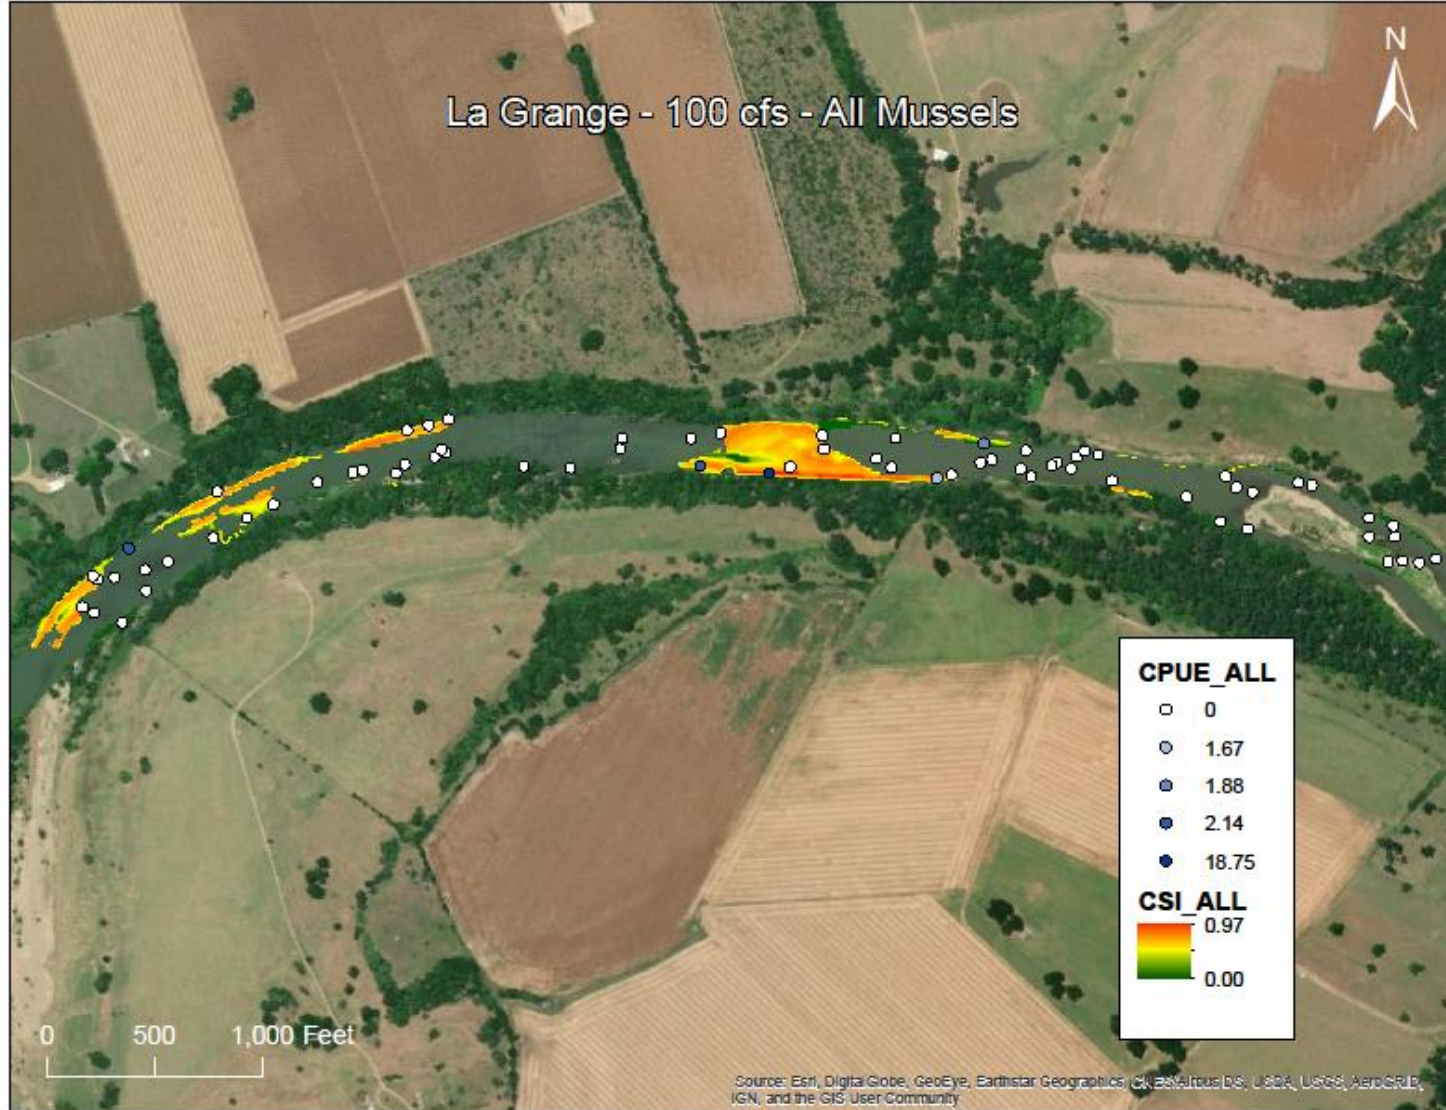 N
La Grange - 100 cfs - All Mussels
CPUE_ALL
0
1.67
1.88
2.14
18.75
CSI_ALL
0.97
0.00
0 500 1,000 Feet
Source: Esri, DigitalGlobe, GeoEye, Earthstar Geographics, CNES/Airbus DS, USDA, USGS, AeroGRID,
IGN, and the GIS User Community